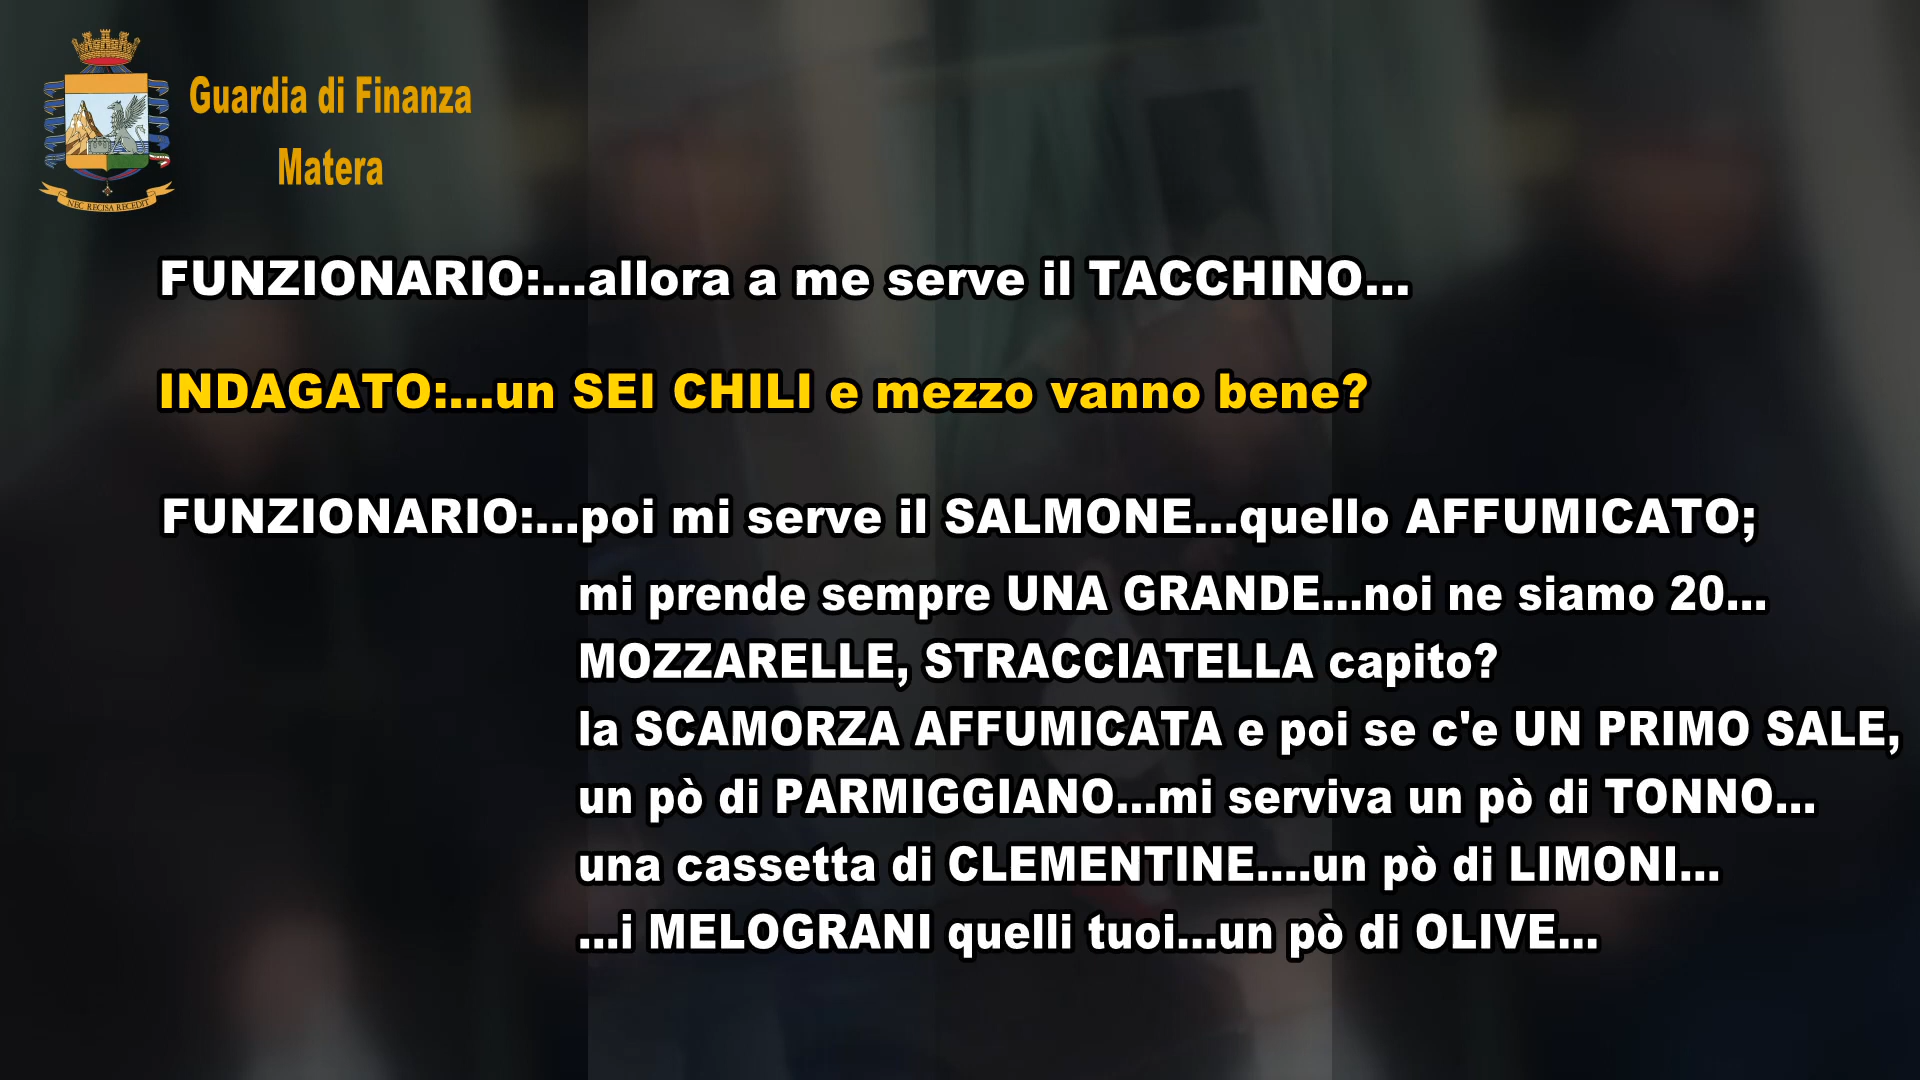 Guardia di Finanza
Matera
NEC RECISA RECEDIT
FUNZIONARIO:...allora a me serve il TACCHINO...
INDAGATO:...un SEI CHILI e mezzo vanno bene?
FUNZIONARIO:...poi mi serve il SALMONE...quello AFFUMICATO;
mi prende sempre UNA GRANDE...noi ne siamo 20...
MOZZARELLE, STRACCIATELLA capito?
la SCAMORZA AFFUMICATA e poi se c'e UN PRIMO SALE,
un pò di PARMIGGIANO...mi serviva un pò di TONNO...
una cassetta di CLEMENTINE....un pò di LIMONI...
...i MELOGRANI quelli tuoi...un pò di OLIVE...